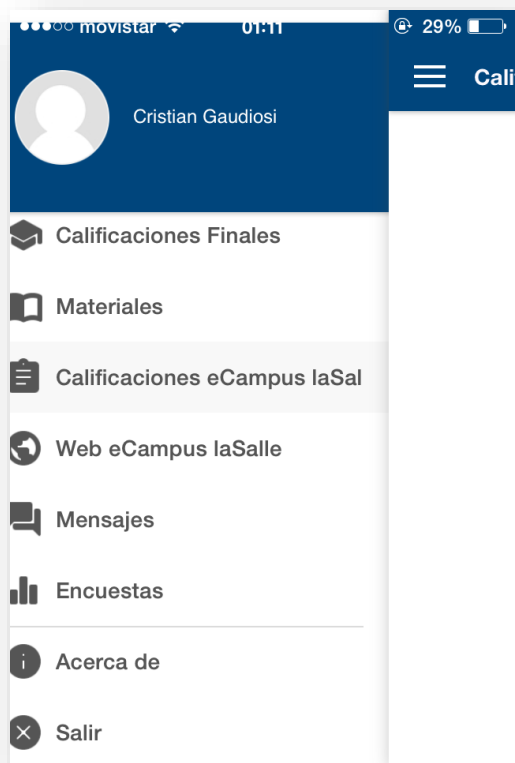 movistar 01:11 29%
Cali
Cristian Gaudiosi
Calificaciones Finales
Materiales
Calificaciones eCampus laSal
Web eCampus laSalle
Mensajes
Encuestas
Acerca de
Salir